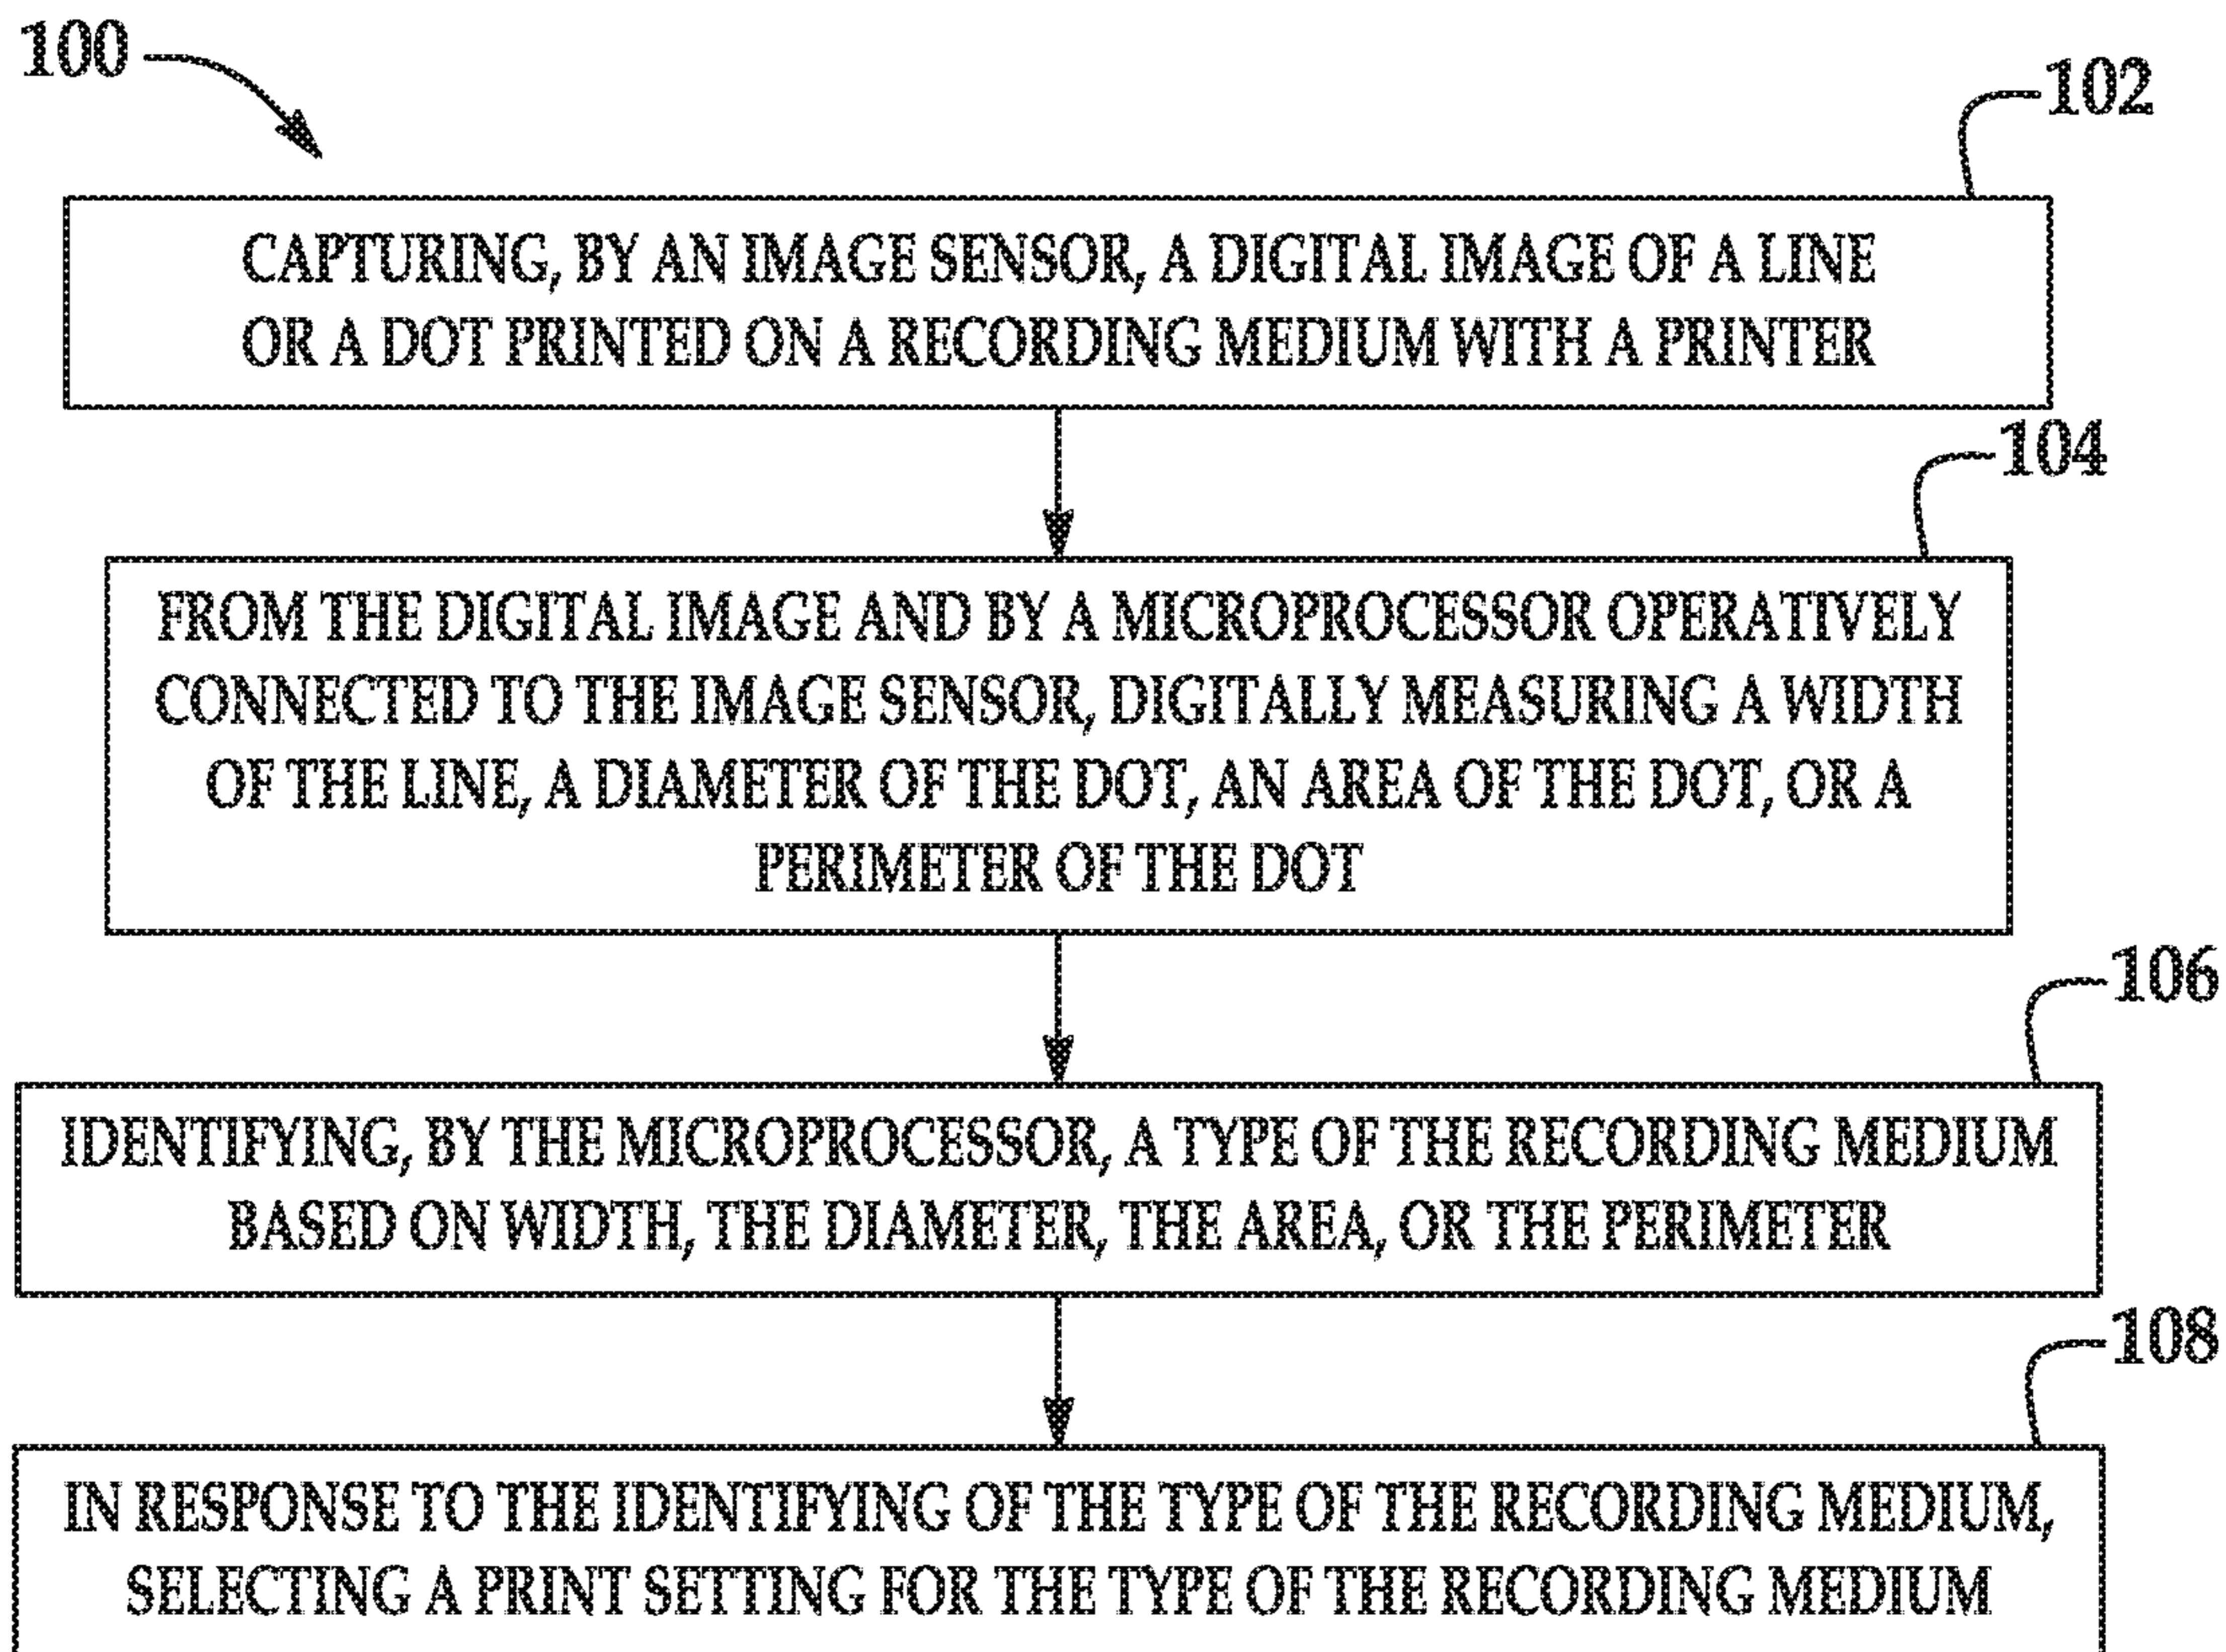 100
102
CAPTURING, BY AN IMAGE SENSOR, A DIGITAL IMAGE OF A LINE
OR A DOT PRINTED ON A RECORDING MEDIUM WITH A PRINTER
104
FROM THE DIGITAL IMAGE AND BY A MICROPROCESSOR OPERATIVELY
CONNECTED TO THE IMAGE SENSOR, DIGITALLY MEASURING A WIDTH
OF THE LINE, A DIAMETER OF THE DOT, AN AREA OF THE DOT, OR A
PERIMETER OF THE DOT
106
IDENTIFYING, BY THE MICROPROCESSOR, A TYPE OF THE RECORDING MEDIUM
BASED ON WIDTH, THE DIAMETER, THE AREA, OR THE PERIMETER
108
IN RESPONSE TO THE IDENTIFYING OF THE TYPE OF THE RECORDING MEDIUM,
SELECTING A PRINT SETTING FOR THE TYPE OF THE RECORDING MEDIUM